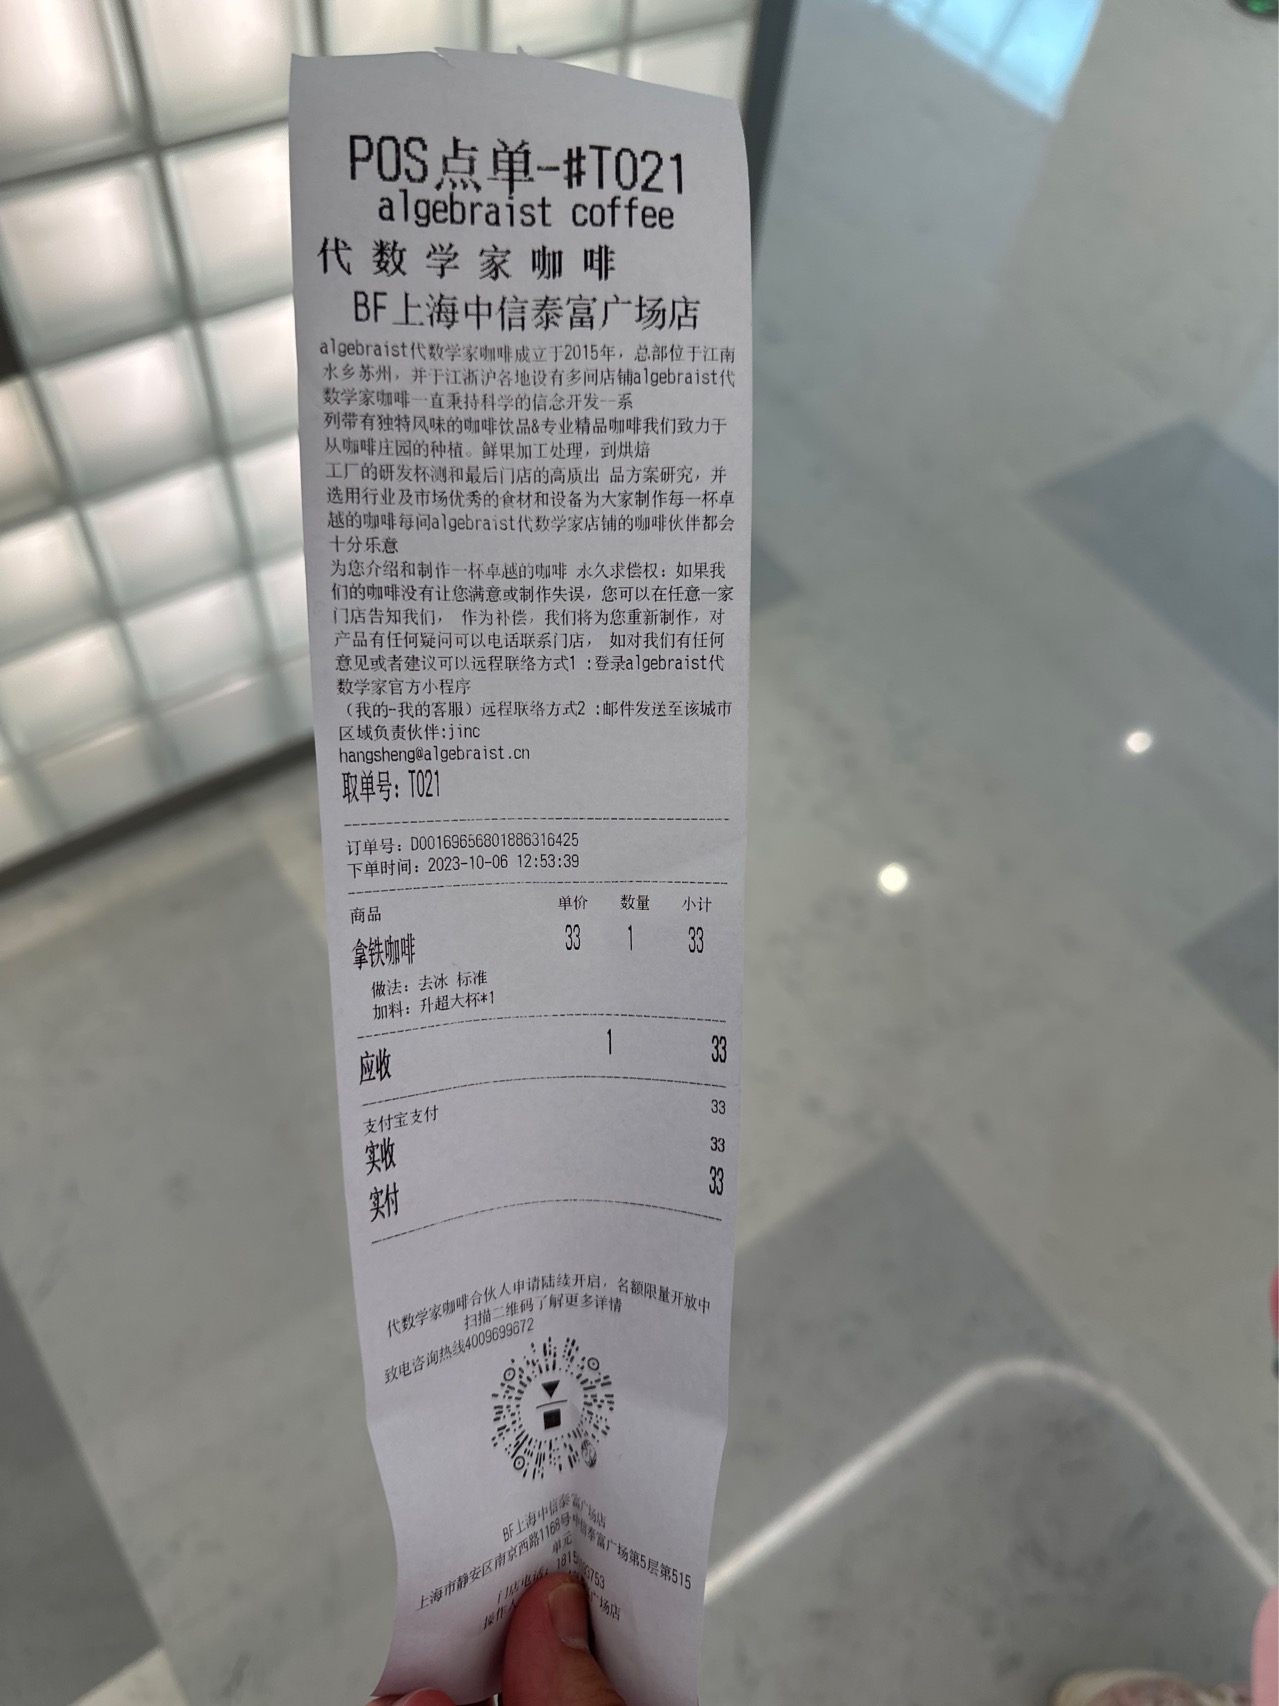 POS点单-#T021
algebraist coffee
代数学家咖啡
BF上海中信泰富广场店
algebraist代数学家咖啡成立于2015年，总部位于江南
水乡苏州，并于江浙沪各地设有多间店铺algebraist代
数学家咖啡一直秉持科学的信念开发一系
列带有独特风味的咖啡饮品&专业精品咖啡我们致力于
从咖啡庄园的种植。鲜果加工处理，到烘焙
工厂的研发杯测和最后门店的高质出 品方案研究，并
选用行业及市场优秀的食材和设备为大家制作每一杯卓
越的咖啡每间algebraist代数学家店铺的咖啡伙伴都会
十分乐意
为您介绍和制作一杯卓越的咖啡 永久求偿权：如果我
们的咖啡没有让您满意或制作失误，您可以在任意一家
门店告知我们， 作为补偿，我们将为您重新制作，对
产品有任何疑问可以电话联系门店， 如对我们有任何
意见或者建议可以远程联络方式1 :登录algebraist代
数学家官方小程序
（我的-我的客服）远程联络方式2 :邮件发送至该城市
区域负责伙伴:jinc
hangsheng@algebraist.cn
取单号：T021
订单号：D00169656801886316425
下单时间：2023-10-06 12:53:39
商品 单价 数量 小计
拿铁咖啡 33 1 33
做法：去冰 标准
加料：升超大杯*1
应收 1 33
支付宝支付 33
实收 33
实付 33
代数学家咖啡合伙人申请陆续开启，名额限量开放中
扫描二维码了解更多详情
致电咨询热线4009699672
BF上海中信泰富广场店
上海市静安区南京西路1168号中信泰富广场第5层第515
单元
门店电话：
操作人 广场店